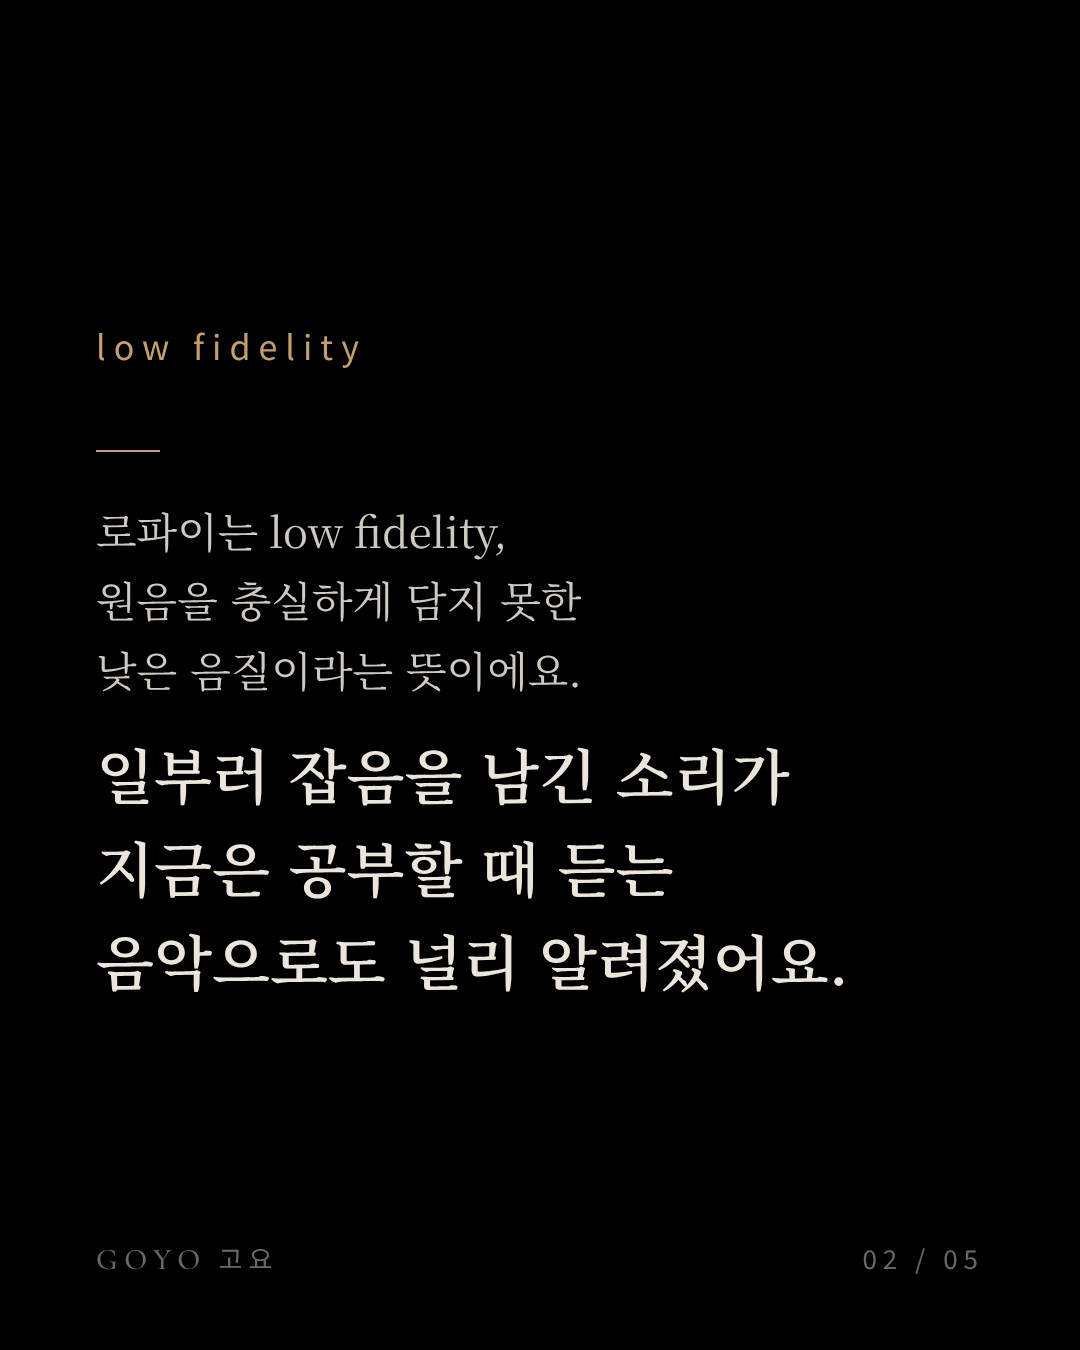 low fidelity
로파이는 low fidelity,
원음을 충실하게 담지 못한
낮은 음질이라는 뜻이에요.
일부러 잡음을 남긴 소리가
지금은 공부할 때 듣는
음악으로도 널리 알려졌어요.
GOYO 고요
02 / 05